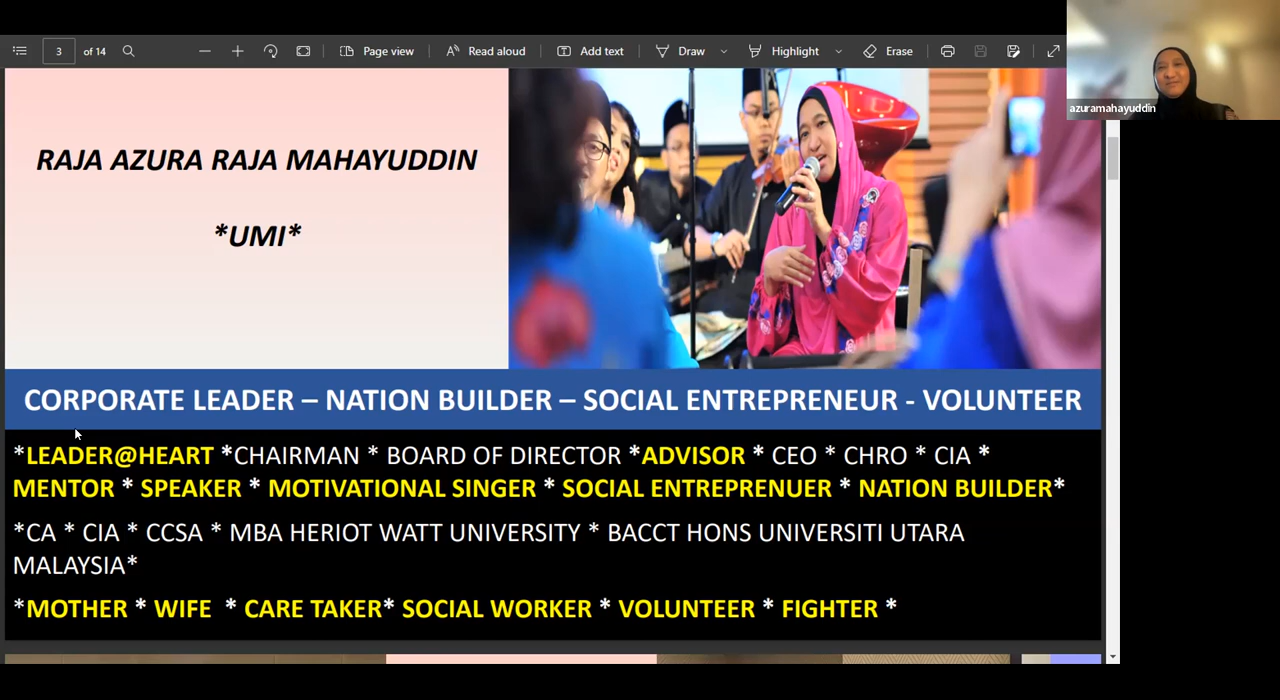 3 of 14 Page view Read aloud Add text Draw Highlight Erase
azuramahayuddin
RAJA AZURA RAJA MAHAYUDDIN
*UMI*
CORPORATE LEADER – NATION BUILDER – SOCIAL ENTREPRENEUR - VOLUNTEER
*LEADER@HEART *CHAIRMAN * BOARD OF DIRECTOR *ADVISOR * CEO * CHRO * CIA *
MENTOR * SPEAKER * MOTIVATIONAL SINGER * SOCIAL ENTREPRENUER * NATION BUILDER*
*CA * CIA * CCSA * MBA HERIOT WATT UNIVERSITY * BACCT HONS UNIVERSITI UTARA
MALAYSIA*
*MOTHER * WIFE * CARE TAKER* SOCIAL WORKER * VOLUNTEER * FIGHTER *